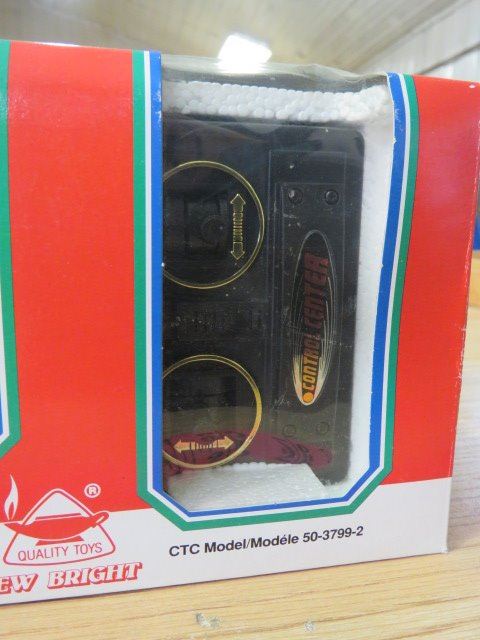 CONTROL CENTER
®
QUALITY TOYS
EW BRIGHT
CTC Model/Modéle 50-3799-2